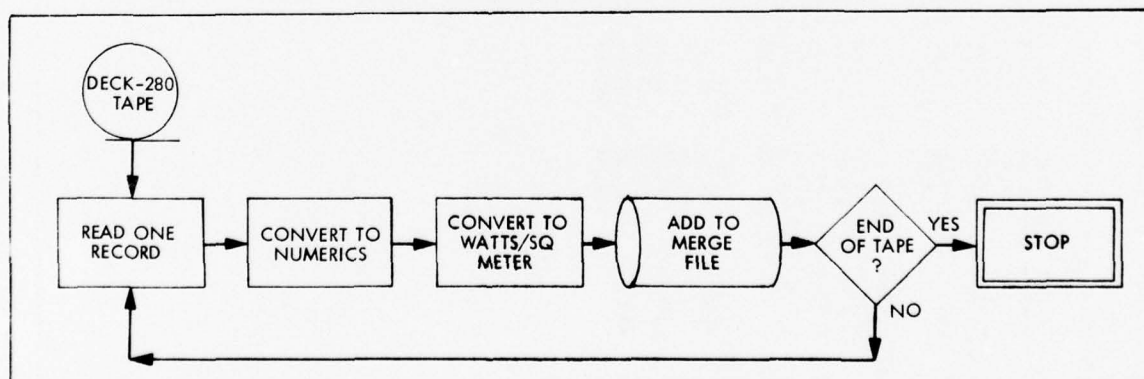 DECK-280
TAPE
READ ONE
RECORD
CONVERT TO
NUMERICS
CONVERT TO
WATTS/SQ
METER
ADD TO
MERGE
FILE
END
OF TAPE
?
YES
STOP
NO